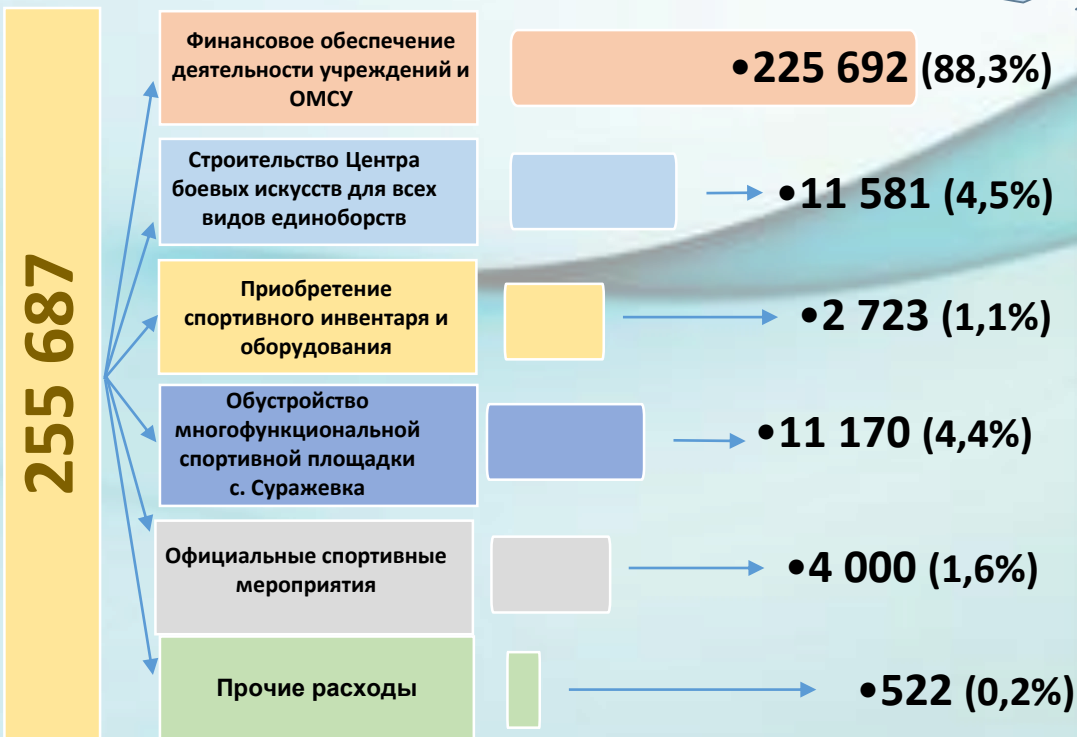 255 687
Финансовое обеспечение
деятельности учреждений и
ОМСУ
•225 692 (88,3%)
Строительство Центра
боевых искусств для всех
видов единоборств
•11 581 (4,5%)
Приобретение
спортивного инвентаря и
оборудования
•2 723 (1,1%)
Обустройство
многофункциональной
спортивной площадки
с. Суражевка
•11 170 (4,4%)
Официальные спортивные
мероприятия
•4 000 (1,6%)
Прочие расходы
•522 (0,2%)